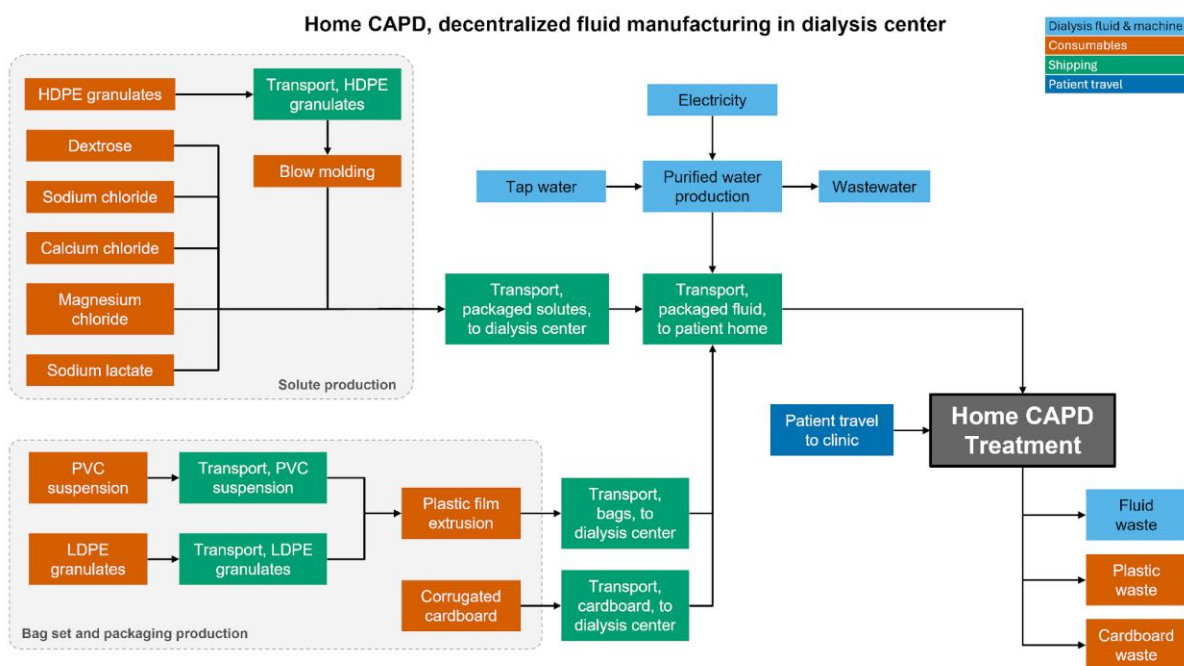 Home CAPD, decentralized fluid manufacturing in dialysis center
Dialysis fluid & machine
Consumables
Shipping
Patient travel
HDPE granulates
Transport, HDPE
granulates
Dextrose
Blow molding
Sodium chloride
Calcium chloride
Magnesium
chloride
Sodium lactate
Solute production
Electricity
Tap water
Purified water
production
Wastewater
Transport,
packaged solutes,
to dialysis center
Transport,
packaged fluid,
to patient home
Patient travel
to clinic
Home CAPD
Treatment
PVC
suspension
Transport, PVC
suspension
LDPE
granulates
Transport, LDPE
granulates
Plastic film
extrusion
Corrugated
cardboard
Bag set and packaging production
Transport,
bags, to
dialysis center
Transport,
cardboard, to
dialysis center
Fluid
waste
Plastic
waste
Cardboard
waste